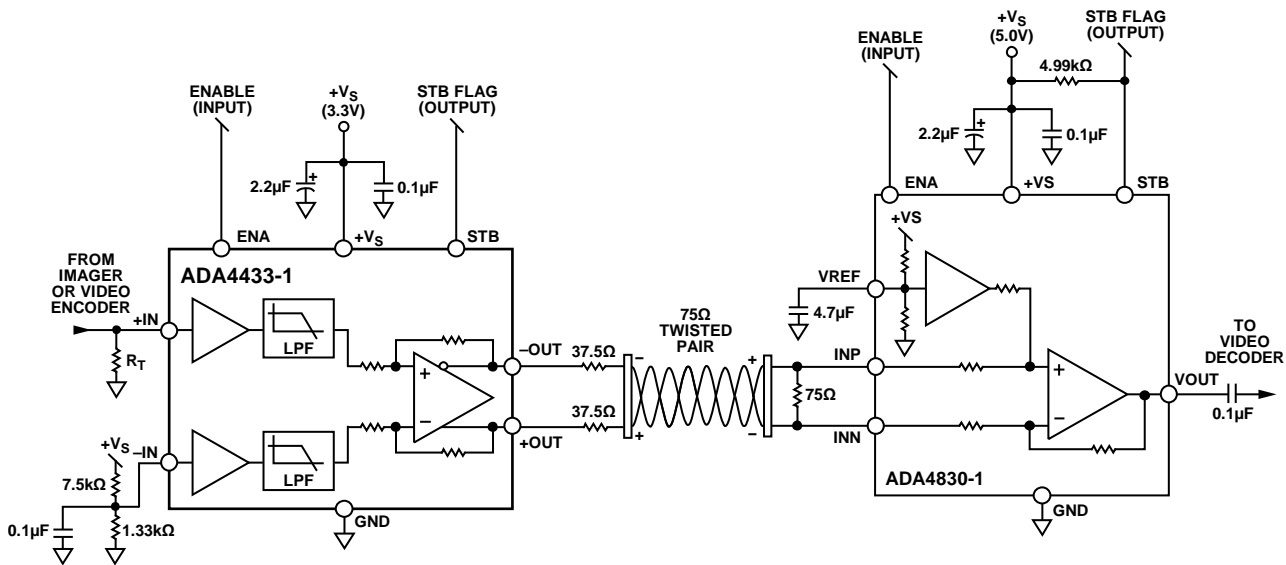 ENABLE
(INPUT)
+VS
(3.3V)
STB FLAG
(OUTPUT)
2.2µF
+
0.1µF
ENA
+VS
STB
ADA4433-1
FROM
IMAGER
OR VIDEO
ENCODER
+IN
RT
LPF
+
–
–OUT
+OUT
37.5Ω
37.5Ω
+VS
–IN
7.5kΩ
LPF
0.1µF
1.33kΩ
GND
75Ω
TWISTED
PAIR
–
+
+
–
75Ω
ENABLE
(INPUT)
+VS
(5.0V)
STB FLAG
(OUTPUT)
4.99kΩ
2.2µF
+
0.1µF
ENA
+VS
STB
+VS
VREF
4.7µF
INP
INN
+
–
VOUT
TO
VIDEO
DECODER
0.1µF
ADA4830-1
GND